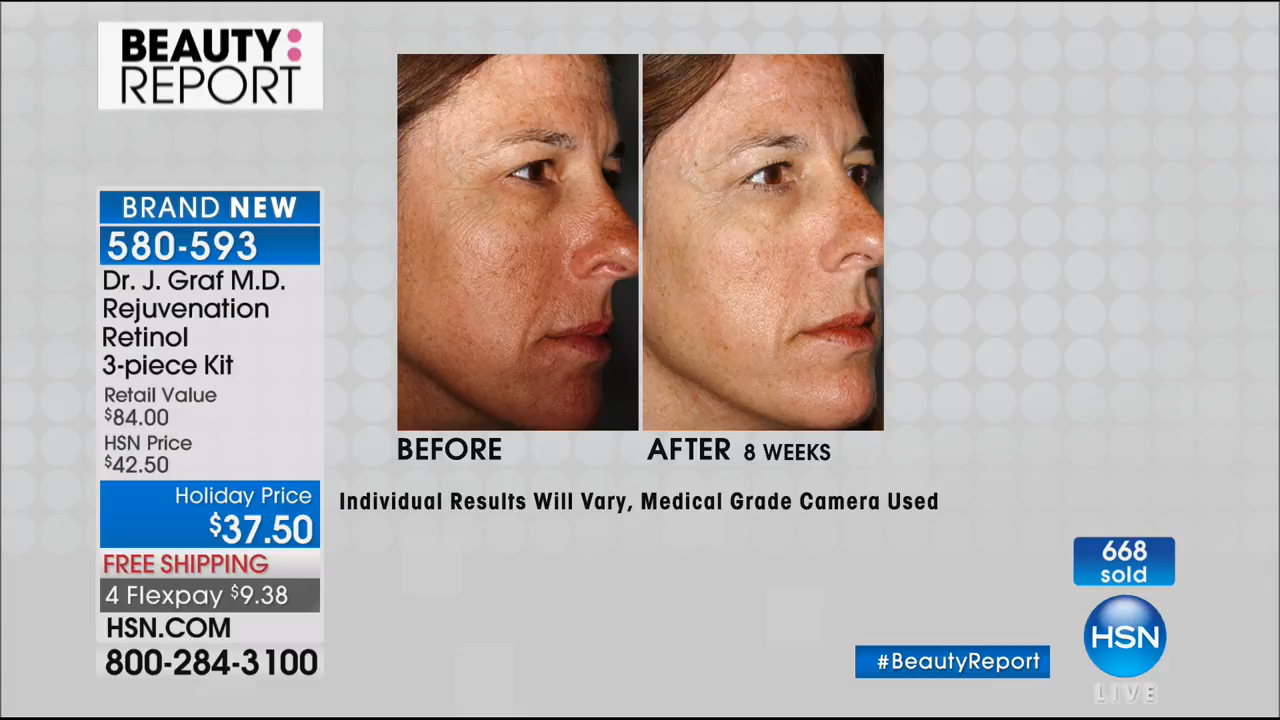 BEAUTY:
REPORT
BRAND NEW
580-593
Dr. J. Graf M.D.
Rejuvenation
Retinol
3-piece Kit
Retail Value
$84.00
HSN Price
$42.50
Holiday Price
$37.50
FREE SHIPPING
4 Flexpay $9.38
HSN.COM
800-284-3100
BEFORE
AFTER 8 WEEKS
Individual Results Will Vary, Medical Grade Camera Used
668
sold
HSN
LIVE
#BeautyReport